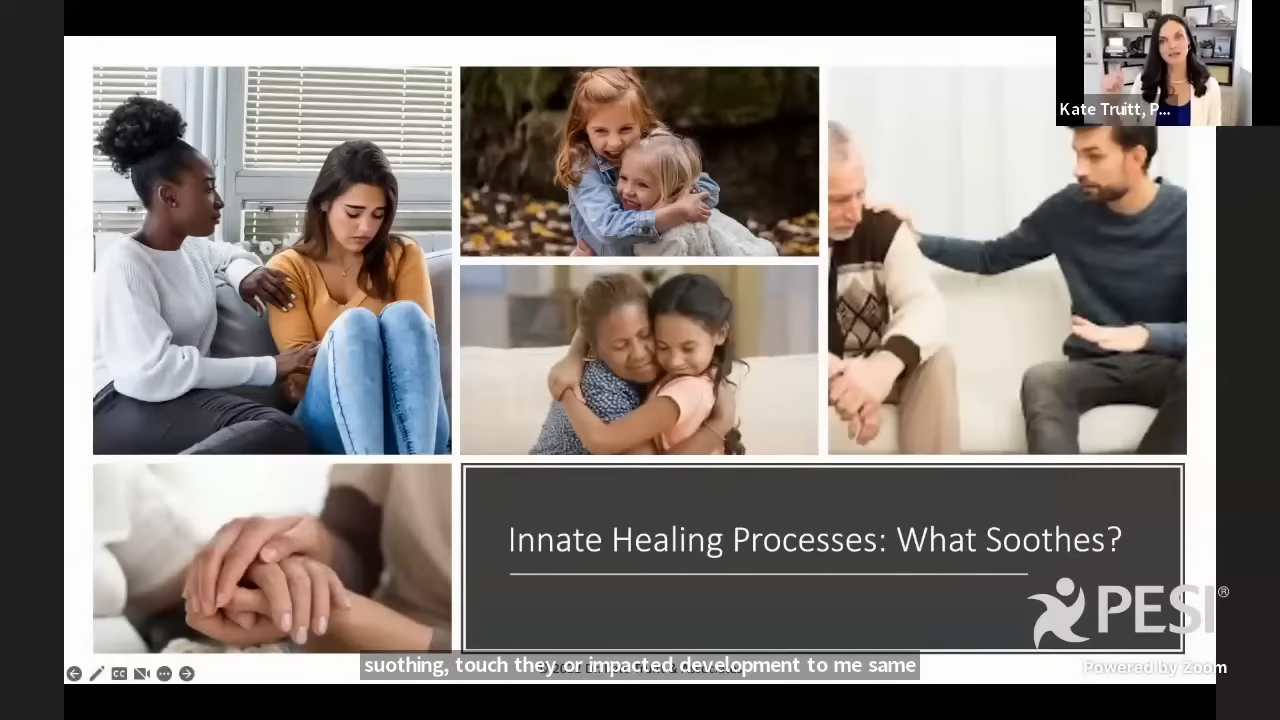 Kate Truitt, P...
Innate Healing Processes: What Soothes?
PESI®
suothing, touch they or impacted development to me same
CC
Powered by Zoom